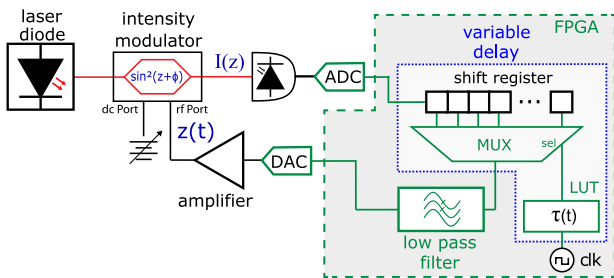 laser
diode
intensity
modulator
sin²(z+ϕ)
dc Port
rf Port
I(z)
z(t)
ADC
DAC
amplifier
FPGA
variable
delay
shift register
...
MUX
sel
LUT
τ(t)
clk
low pass
filter